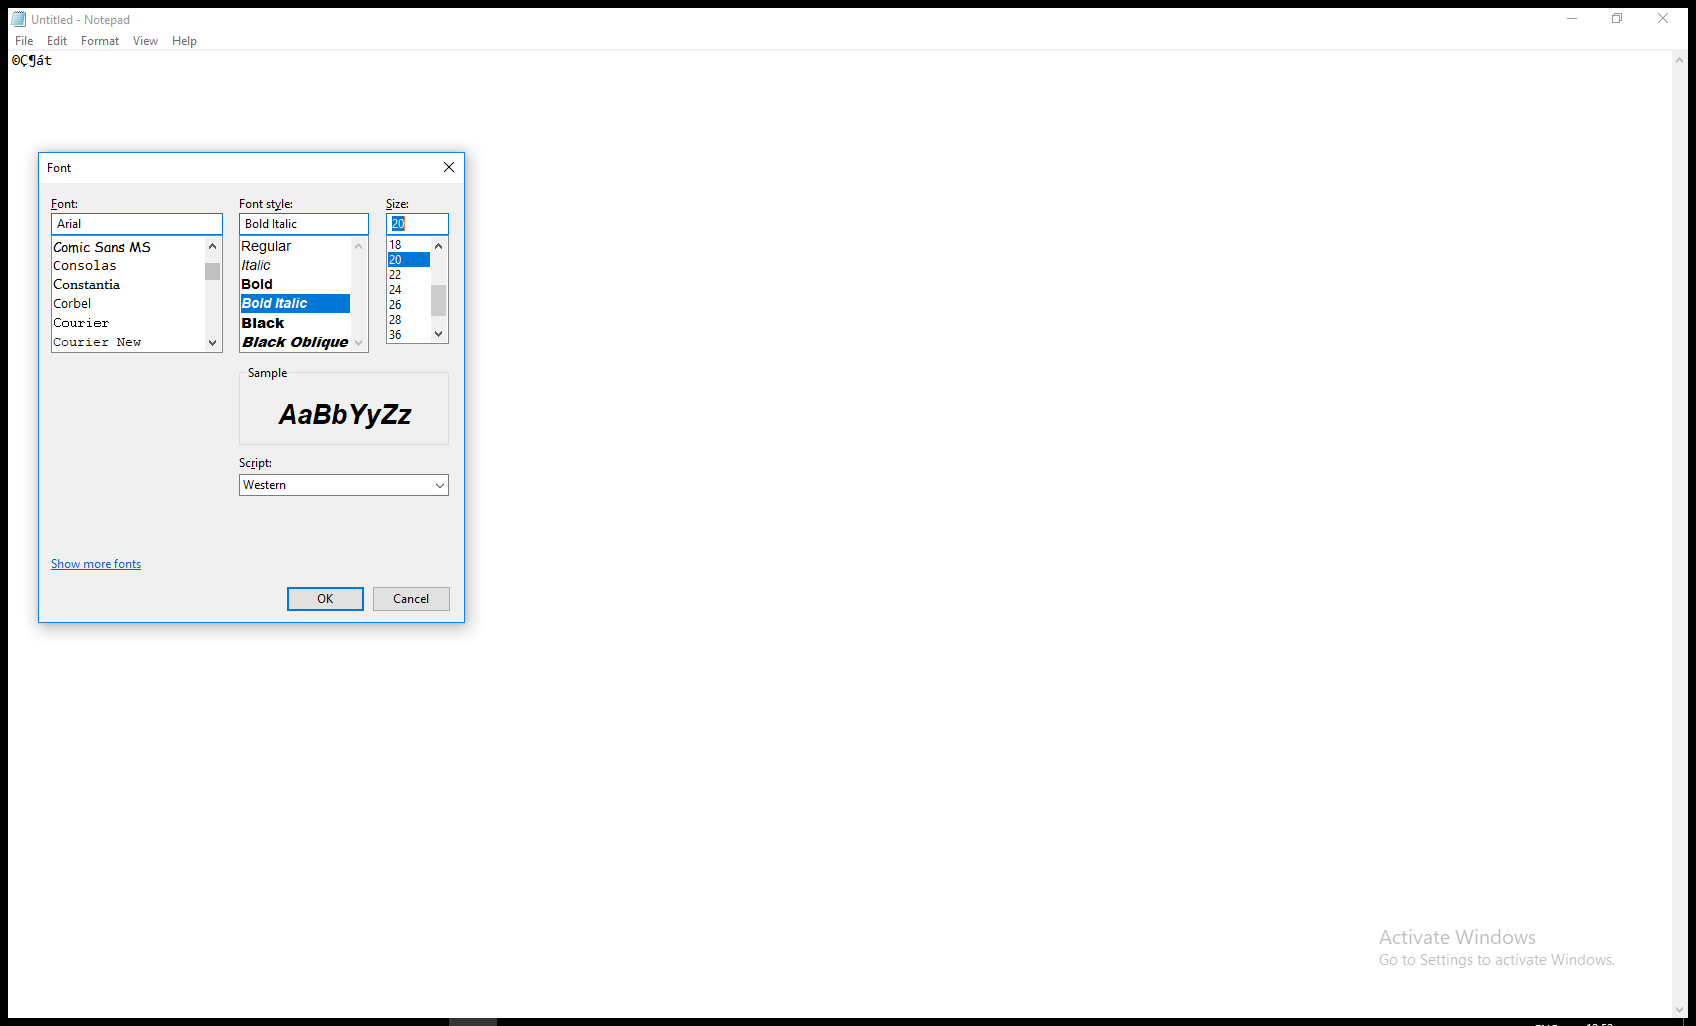 Untitled - Notepad
File Edit Format View Help
©Ç¶át
Font
Font: Font style: Size:
Arial Bold Italic 20
Comic Sans MS
Consolas
Constantia
Corbel
Courier
Courier New
Regular
Italic
Bold
Bold Italic
Black
Black Oblique
18
20
22
24
26
28
36
Sample
AaBbYyZz
Script:
Western
Show more fonts
OK Cancel
Activate Windows
Go to Settings to activate Windows.